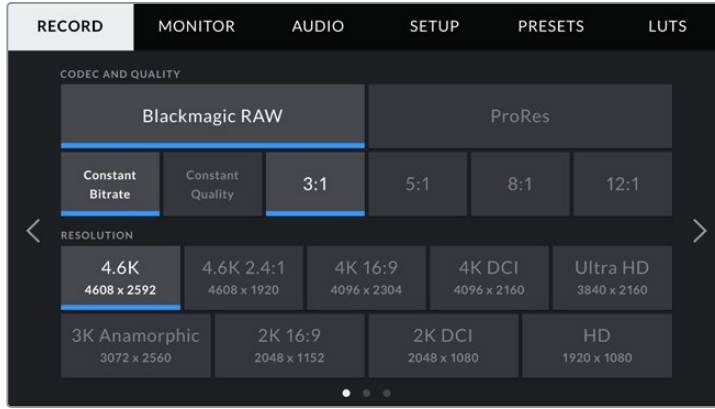 RECORD MONITOR AUDIO SETUP PRESETS LUTS
CODEC AND QUALITY
Blackmagic RAW ProRes
Constant Bitrate Constant Quality 3:1 5:1 8:1 12:1
RESOLUTION
4.6K 4.6K 2.4:1 4K 16:9 4K DCI Ultra HD
4608 x 2592 4608 x 1920 4096 x 2304 4096 x 2160 3840 x 2160
3K Anamorphic 2K 16:9 2K DCI HD
3072 x 2560 2048 x 1152 2048 x 1080 1920 x 1080